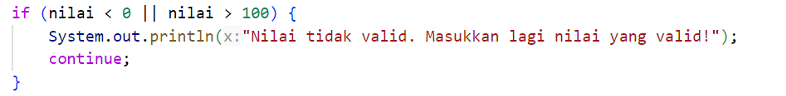 if (nilai < 0 || nilai > 100) {
    System.out.println(x:"Nilai tidak valid. Masukkan lagi nilai yang valid!");
    continue;
}